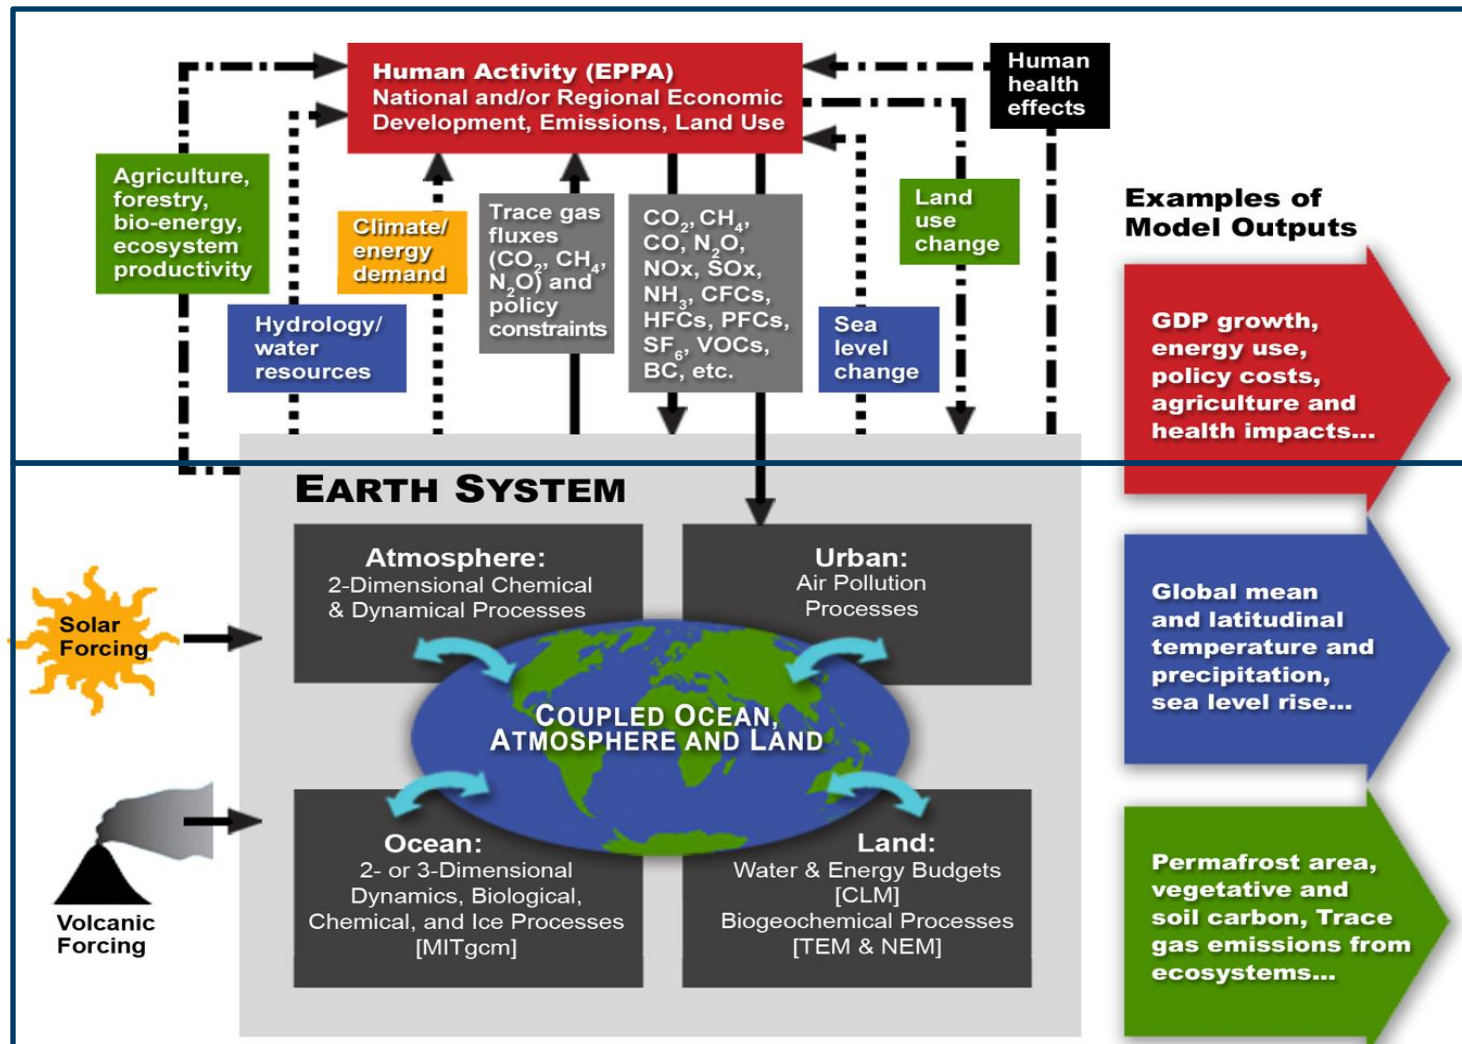 Human Activity (EPPA)
National and/or Regional Economic
Development, Emissions, Land Use
Human
health
effects
Agriculture,
forestry,
bio-energy,
ecosystem
productivity
Hydrology/
water
resources
Climate/
energy
demand
Trace gas
fluxes
(CO₂, CH₄,
N₂O) and
policy
constraints
CO₂, CH₄,
CO, N₂O,
NOx, SOx,
NH₃, CFCs,
HFCs, PFCs,
SF₆, VOCs,
BC, etc.
Sea
level
change
Land
use
change
Examples of
Model Outputs
GDP growth,
energy use,
policy costs,
agriculture and
health impacts...
EARTH SYSTEM
Atmosphere:
2-Dimensional Chemical
& Dynamical Processes
Urban:
Air Pollution
Processes
Solar
Forcing
COUPLED OCEAN,
ATMOSPHERE AND LAND
Global mean
and latitudinal
temperature and
precipitation,
sea level rise...
Volcanic
Forcing
Ocean:
2- or 3-Dimensional
Dynamics, Biological,
Chemical, and Ice Processes
[MITgcm]
Land:
Water & Energy Budgets
[CLM]
Biogeochemical Processes
[TEM & NEM]
Permafrost area,
vegetative and
soil carbon, Trace
gas emissions from
ecosystems...